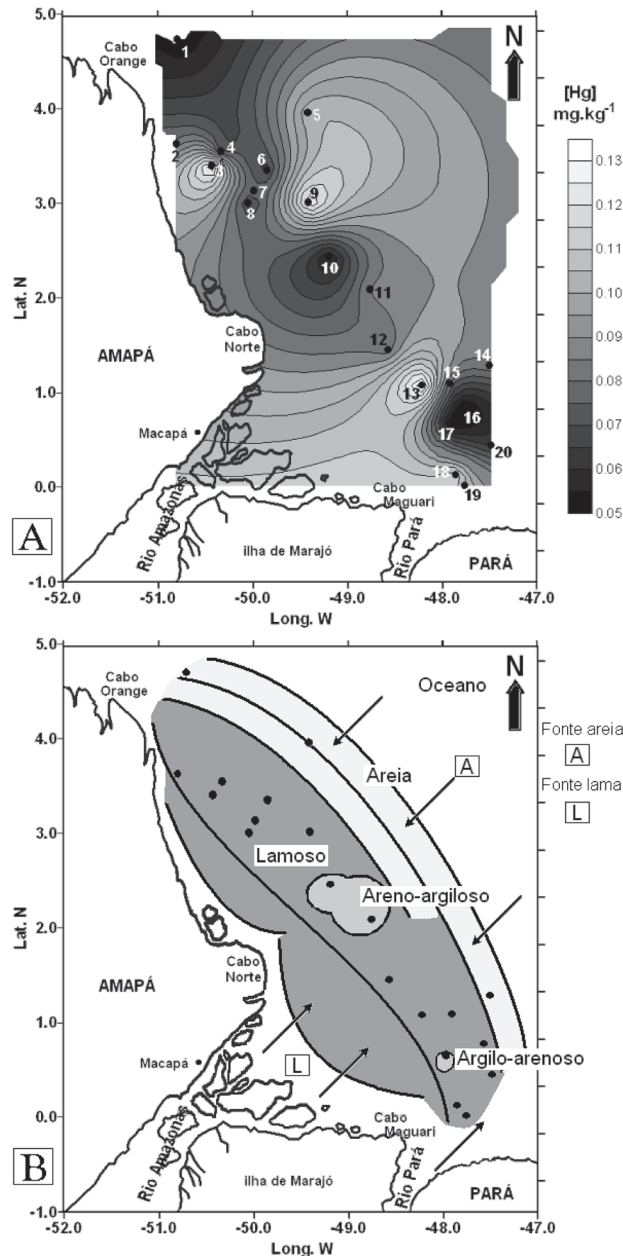 5.0
4.0
3.0
2.0
1.0
0.0
-1.0
Lat. N
-52.0 -51.0 -50.0 -49.0 -48.0 -47.0
Long. W
Cabo
Orange
AMAPÁ
Cabo
Norte
Macapá
Rio Amazonas
ilha de Marajó
Cabo
Maguari
Rio Pará
PARÁ
N
1
2
3
4
5
6
7
8
9
10
11
12
13
14
15
16
17
18
19
20
A
[Hg]
mg.kg-1
0.13
0.12
0.11
0.10
0.09
0.08
0.07
0.06
0.05
5.0
4.0
3.0
2.0
1.0
0.0
-1.0
Lat. N
-52.0 -51.0 -50.0 -49.0 -48.0 -47.0
Long. W
Cabo
Orange
Oceano
N
Areia
A
Lamoso
Areno-argiloso
AMAPÁ
Cabo
Norte
L
Argilo-arenoso
Macapá
Rio Amazonas
ilha de Marajó
Cabo
Maguari
Rio Pará
PARÁ
B
Fonte areia
A
Fonte lama
L